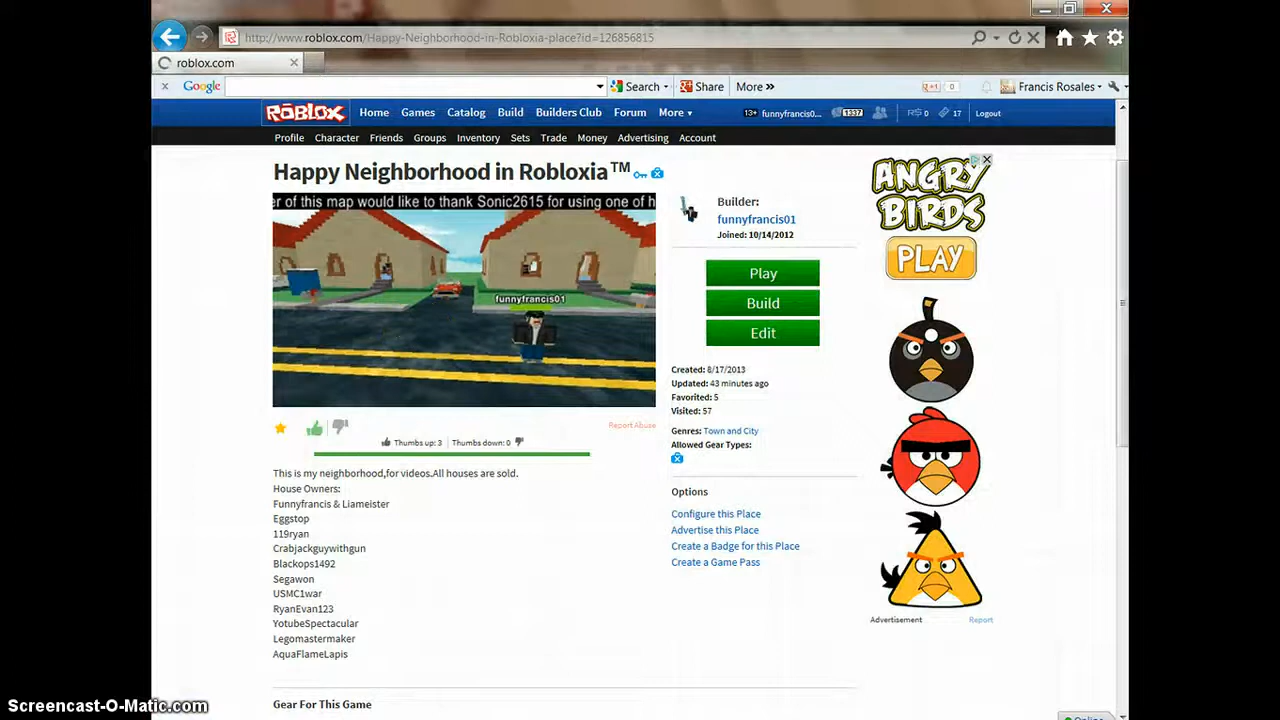 http://www.roblox.com/Happy-Neighborhood-in-Robloxia-place?id=126856815
roblox.com
Google Search Share More » 0 Francis Rosales
ROBLOX Home Games Catalog Build Builders Club Forum More 13+ funnyfrancis0... 1337 R$ 0 17 Logout
Profile Character Friends Groups Inventory Sets Trade Money Advertising Account
Happy Neighborhood in Robloxia™
er of this map would like to thank Sonic2615 for using one of h
funnyfrancis01
Builder:
funnyfrancis01
Joined: 10/14/2012
Play
Build
Edit
Created: 8/17/2013
Updated: 43 minutes ago
Favorited: 5
Visited: 57
Genres: Town and City
Allowed Gear Types:
Report Abuse
Thumbs up: 3 Thumbs down: 0
This is my neighborhood,for videos.All houses are sold.
House Owners:
Funnyfrancis & Liameister
Eggstop
119ryan
Crabjackguywithgun
Blackops1492
Segawon
USMC1war
RyanEvan123
YotubeSpectacular
Legomastermaker
AquaFlameLapis
Options
Configure this Place
Advertise this Place
Create a Badge for this Place
Create a Game Pass
ANGRY
BIRDS
PLAY
Advertisement Report
Gear For This Game
Online
Screencast-O-Matic.com